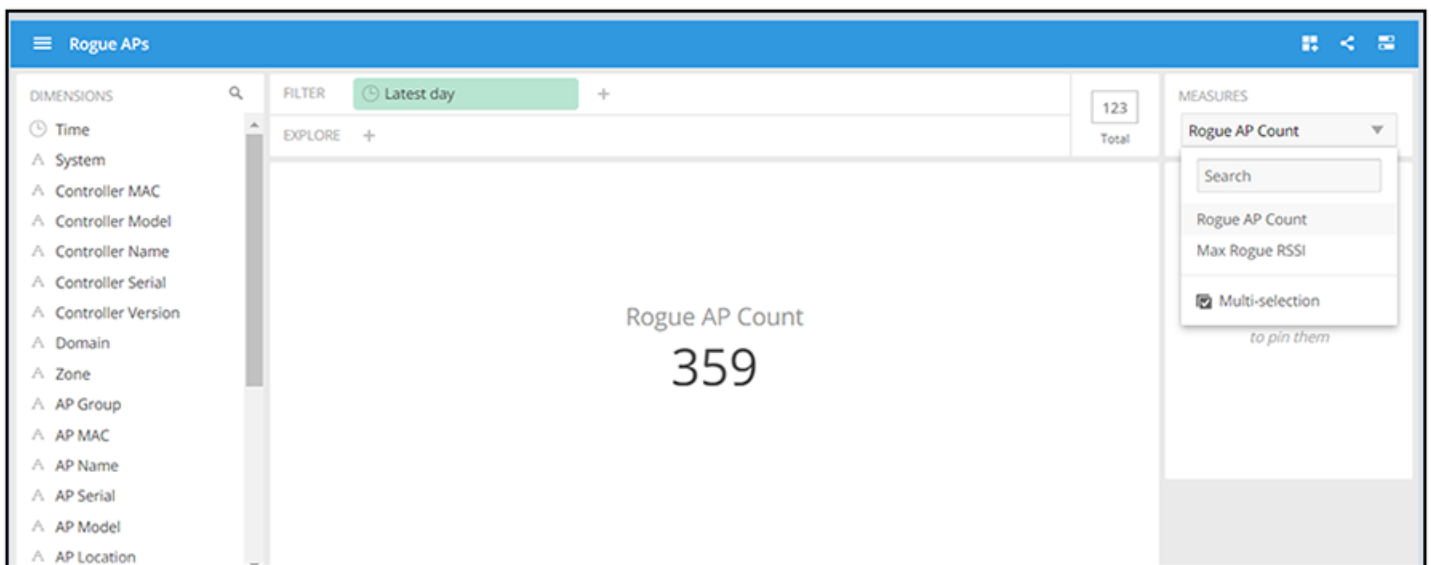 Rogue APs
DIMENSIONS
Time
System
Controller MAC
Controller Model
Controller Name
Controller Serial
Controller Version
Domain
Zone
AP Group
AP MAC
AP Name
AP Serial
AP Model
AP Location
FILTER
Latest day
+
EXPLORE +
123
Total
Rogue AP Count
359
MEASURES
Rogue AP Count
Search
Rogue AP Count
Max Rogue RSSI
Multi-selection
to pin them